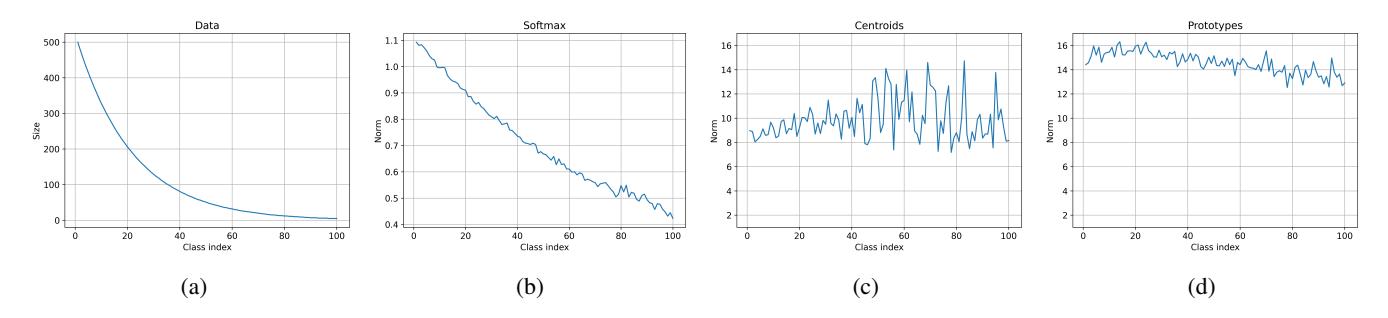 Data
Size
500
400
300
200
100
0
0 20 40 60 80 100
Class index
(a)
Softmax
Norm
1.1
1.0
0.9
0.8
0.7
0.6
0.5
0.4
0 20 40 60 80 100
Class index
(b)
Centroids
Norm
16
14
12
10
8
6
4
2
0 20 40 60 80 100
Class index
(c)
Prototypes
Norm
16
14
12
10
8
6
4
2
0 20 40 60 80 100
Class index
(d)